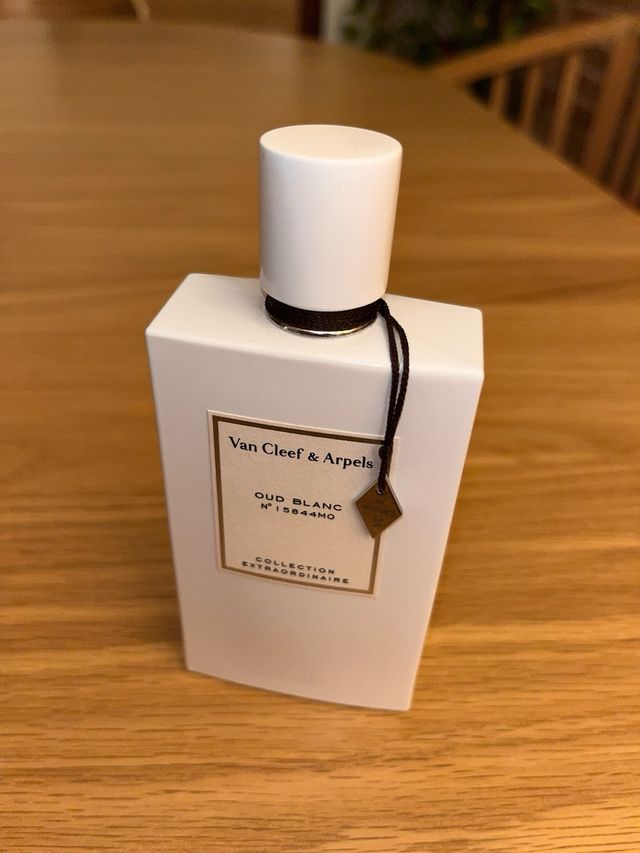 Van Cleef & Arpels
OUD BLANC
N° 15844MO
COLLECTION
EXTRAORDINAIRE